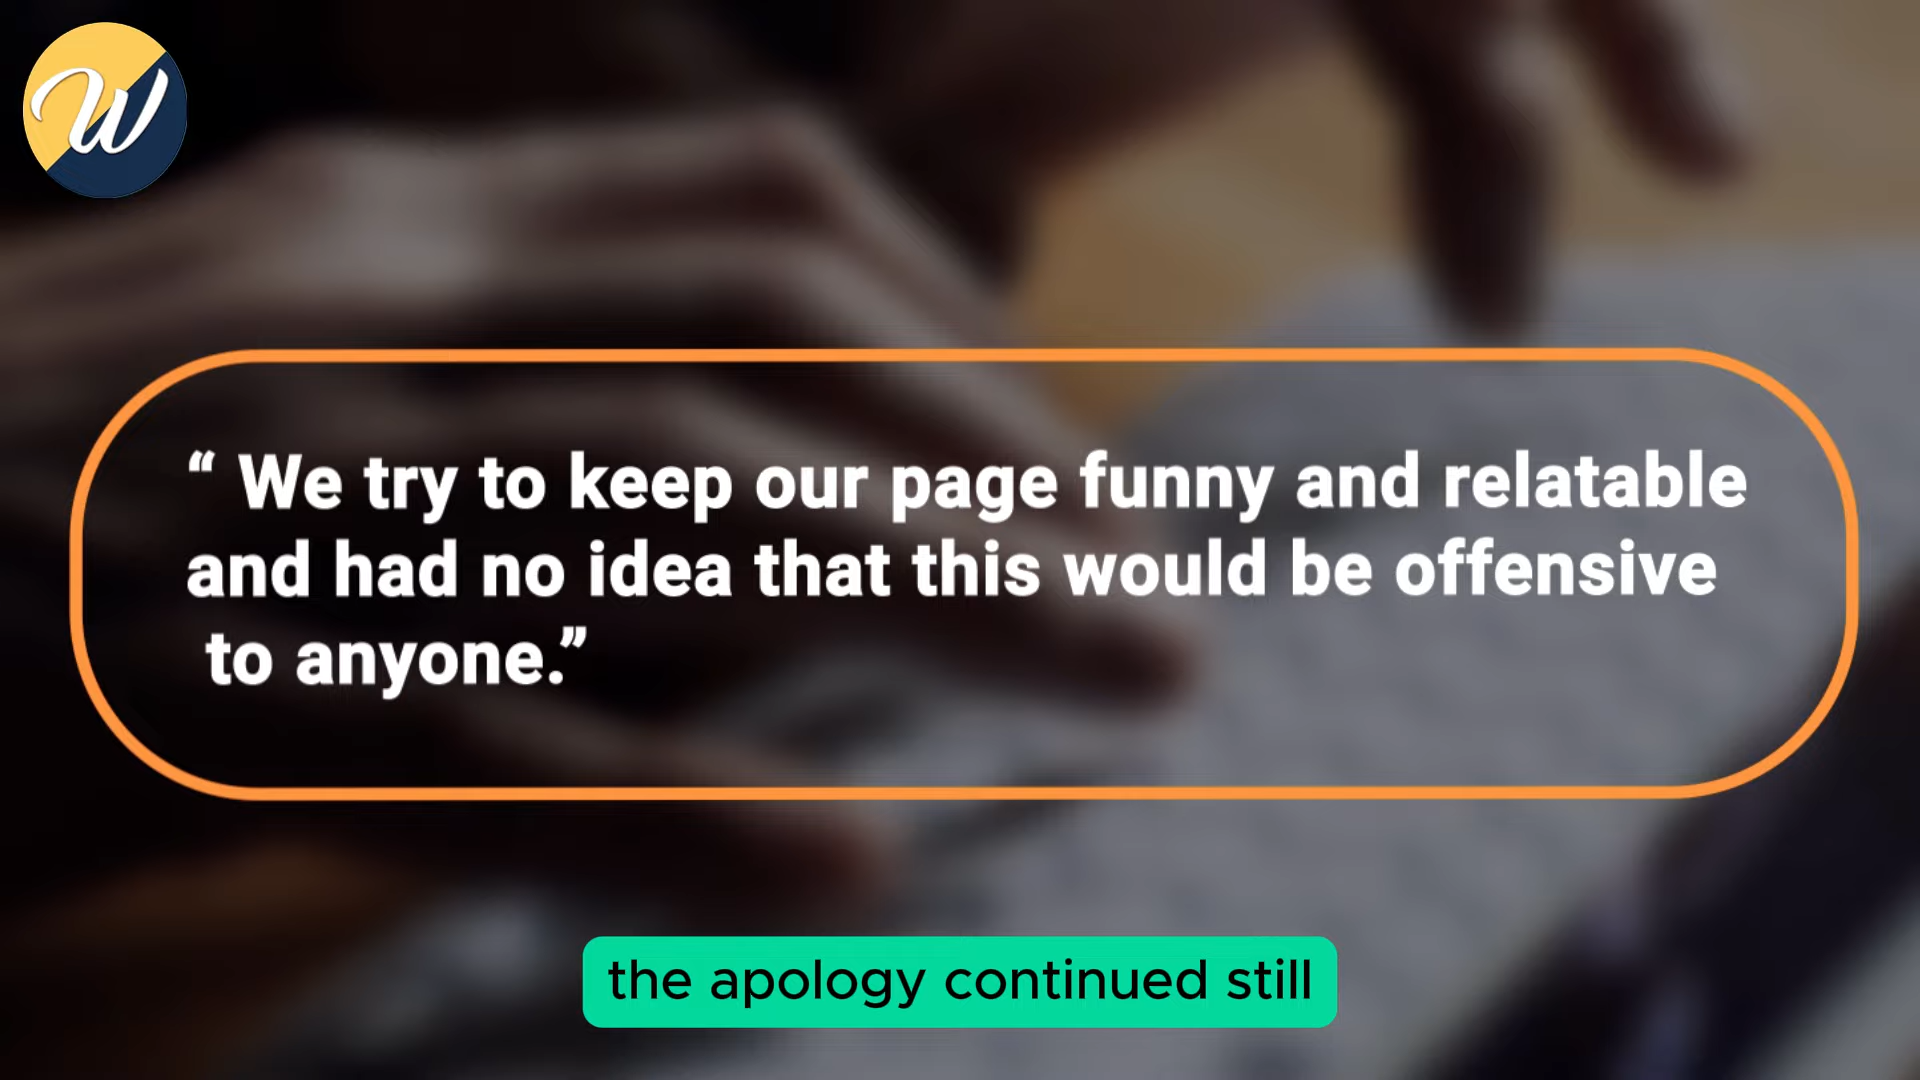 W
“ We try to keep our page funny and relatable
and had no idea that this would be offensive
to anyone.”
the apology continued still